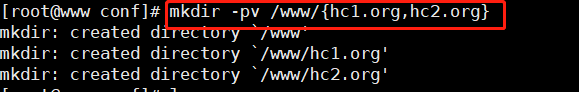 [root@www conf]# mkdir -pv /www/{hc1.org,hc2.org}
mkdir: created directory `/www'
mkdir: created directory `/www/hc1.org'
mkdir: created directory `/www/hc2.org'